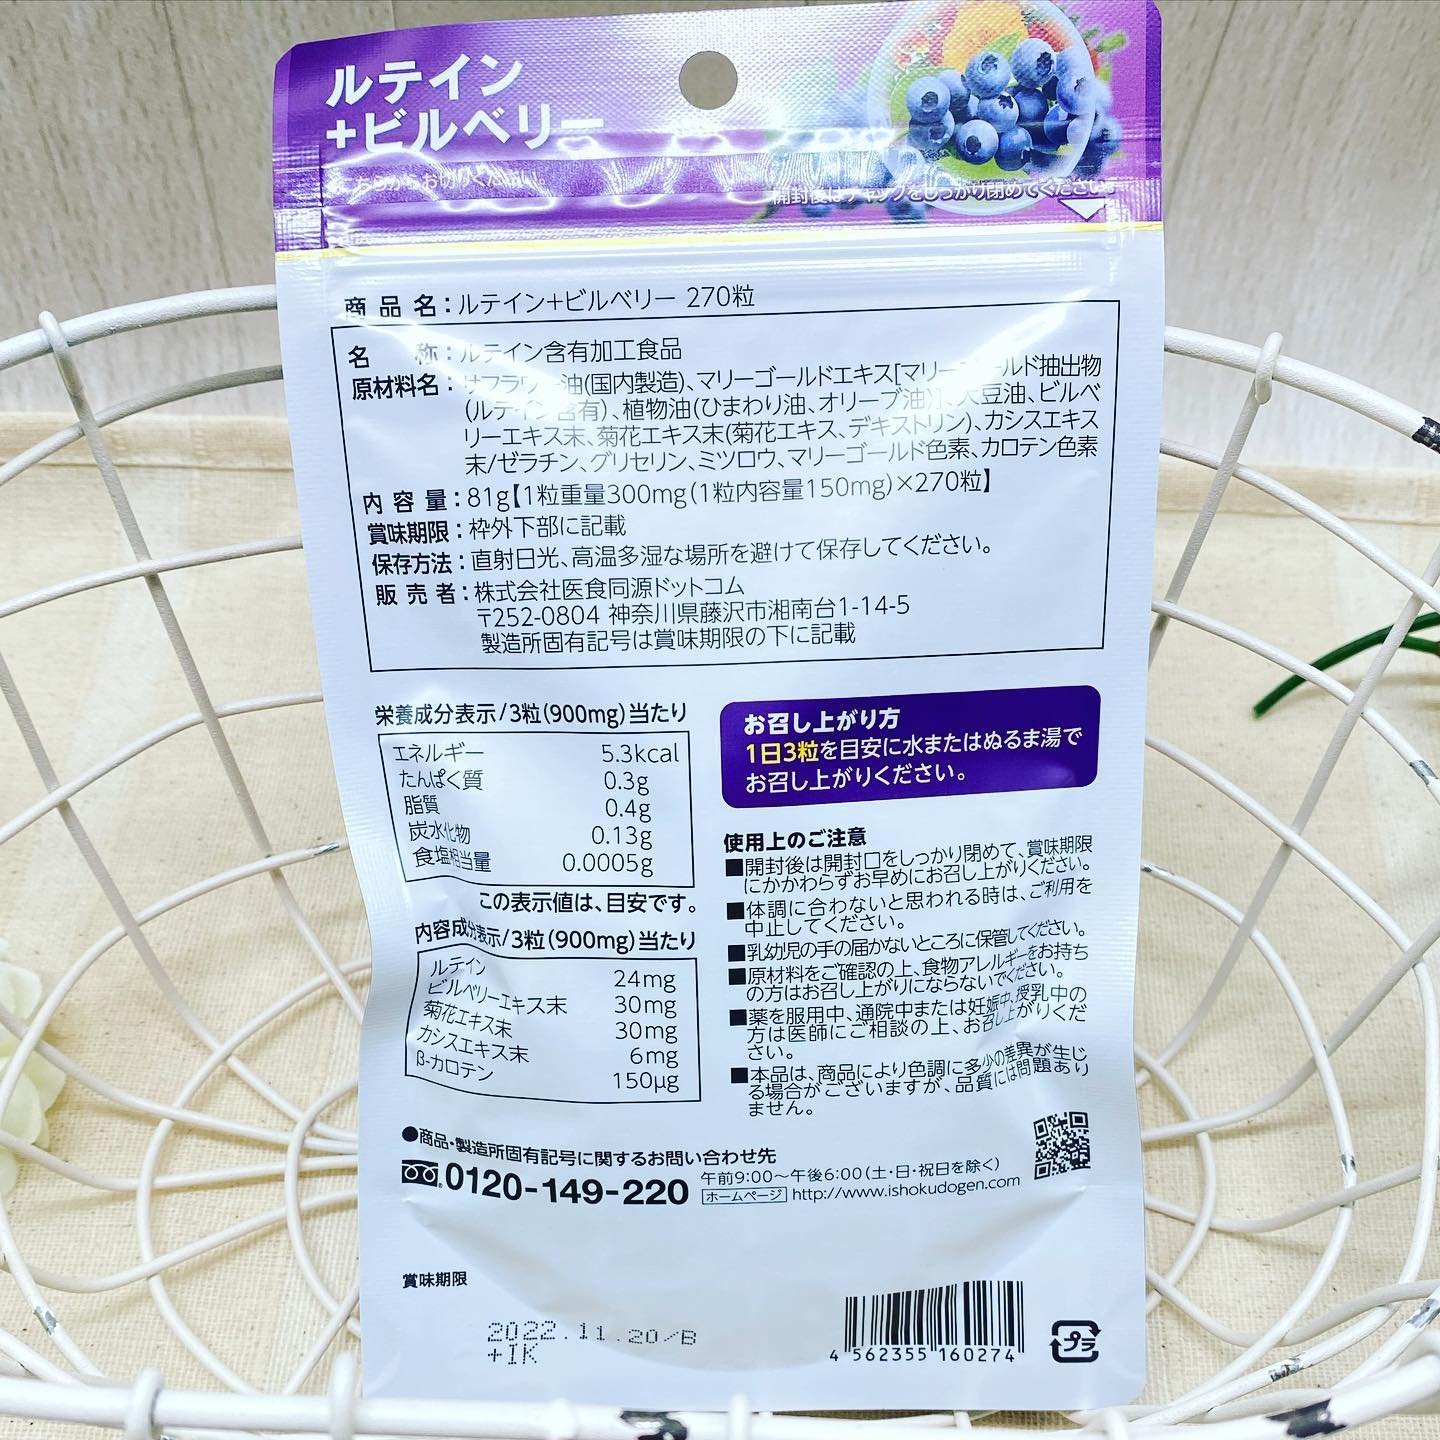 ルテイン
+ビルベリー
開封後はチャックをしっかり閉めてください。
商品名：ルテイン+ビルベリー 270粒
名称：ルテイン含有加工食品
原材料名：サフラワー油(国内製造)、マリーゴールドエキス[マリーゴールド抽出物
(ルテイン含有)、植物油(ひまわり油、オリーブ油)]、大豆油、ビルベ
リーエキス末、菊花エキス末(菊花エキス、デキストリン)、カシスエキス
末/ゼラチン、グリセリン、ミツロウ、マリーゴールド色素、カロテン色素
内容量：81g【1粒重量300mg(1粒内容量150mg)×270粒】
賞味期限：枠外下部に記載
保存方法：直射日光、高温多湿な場所を避けて保存してください。
販売者：株式会社医食同源ドットコム
〒252-0804 神奈川県藤沢市湘南台1-14-5
製造所固有記号は賞味期限の下に記載
栄養成分表示/3粒(900mg)当たり
エネルギー 5.3kcal
たんぱく質 0.3g
脂質 0.4g
炭水化物 0.13g
食塩相当量 0.0005g
この表示値は、目安です。
内容成分表示/3粒(900mg)当たり
ルテイン 24mg
ビルベリーエキス末 30mg
菊花エキス末 30mg
カシスエキス末 6mg
β-カロテン 150μg
お召し上がり方
1日3粒を目安に水またはぬるま湯で
お召し上がりください。
使用上のご注意
■開封後は開封口をしっかり閉めて、賞味期限
にかかわらずお早めにお召し上がりください。
■体調に合わないと思われる時は、ご利用を
中止してください。
■乳幼児の手の届かないところに保管してください。
■原材料をご確認の上、食物アレルギーをお持ち
の方はお召し上がりにならないでください。
■薬を服用中、通院中または妊娠中、授乳中の
方は医師にご相談の上、お召し上がりくだ
さい。
■本品は、商品により色調に多少の差異が生じ
る場合がございますが、品質には問題あり
ません。
●商品・製造所固有記号に関するお問い合わせ先
0120-149-220
午前9:00〜午後6:00(土・日・祝日を除く)
ホームページ http://www.ishokudogen.com
賞味期限
2022.11.20/B
+IK
4 562355 160274
プラ